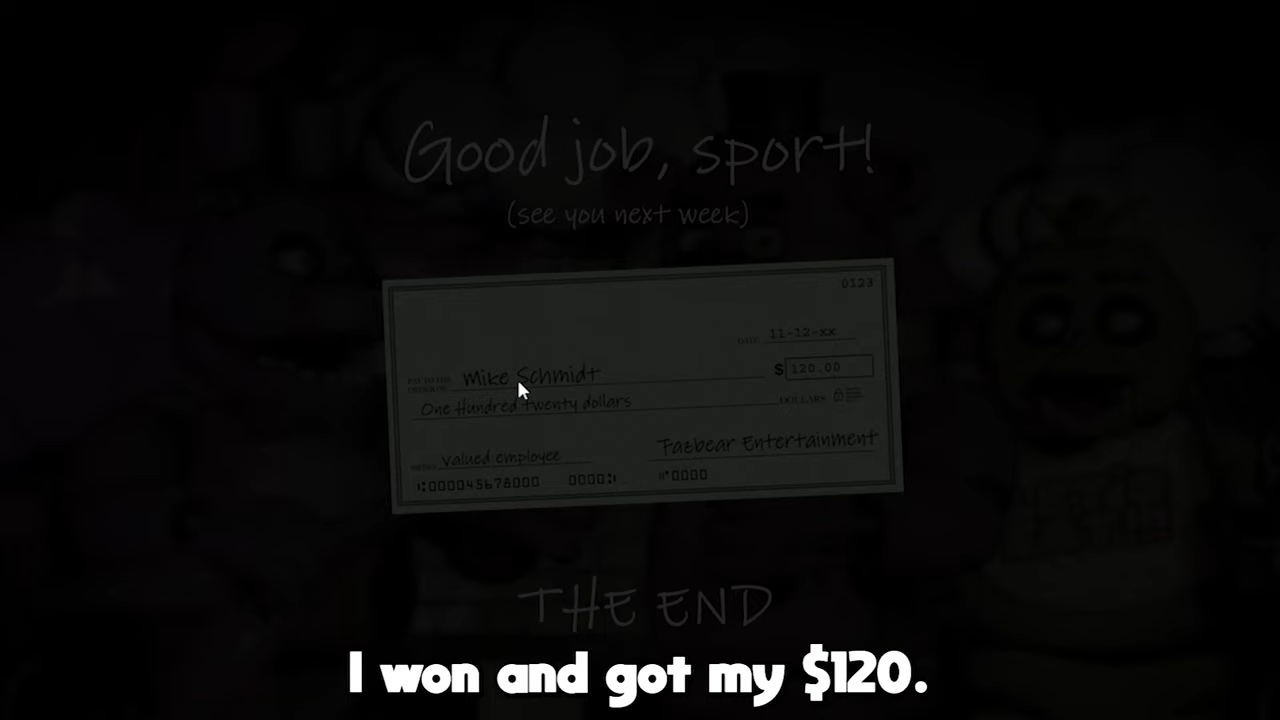 Good job, sport!
(see you next week)
0123
DATE 11-12-xx
PAY TO THE
ORDER OF Mike Schmidt $ 120.00
One Hundred twenty dollars DOLLARS
MEMO valued employee Fazbear Entertainment
⑆000045678000 0000⑆ ⑈0000
THE END
I won and got my $120.